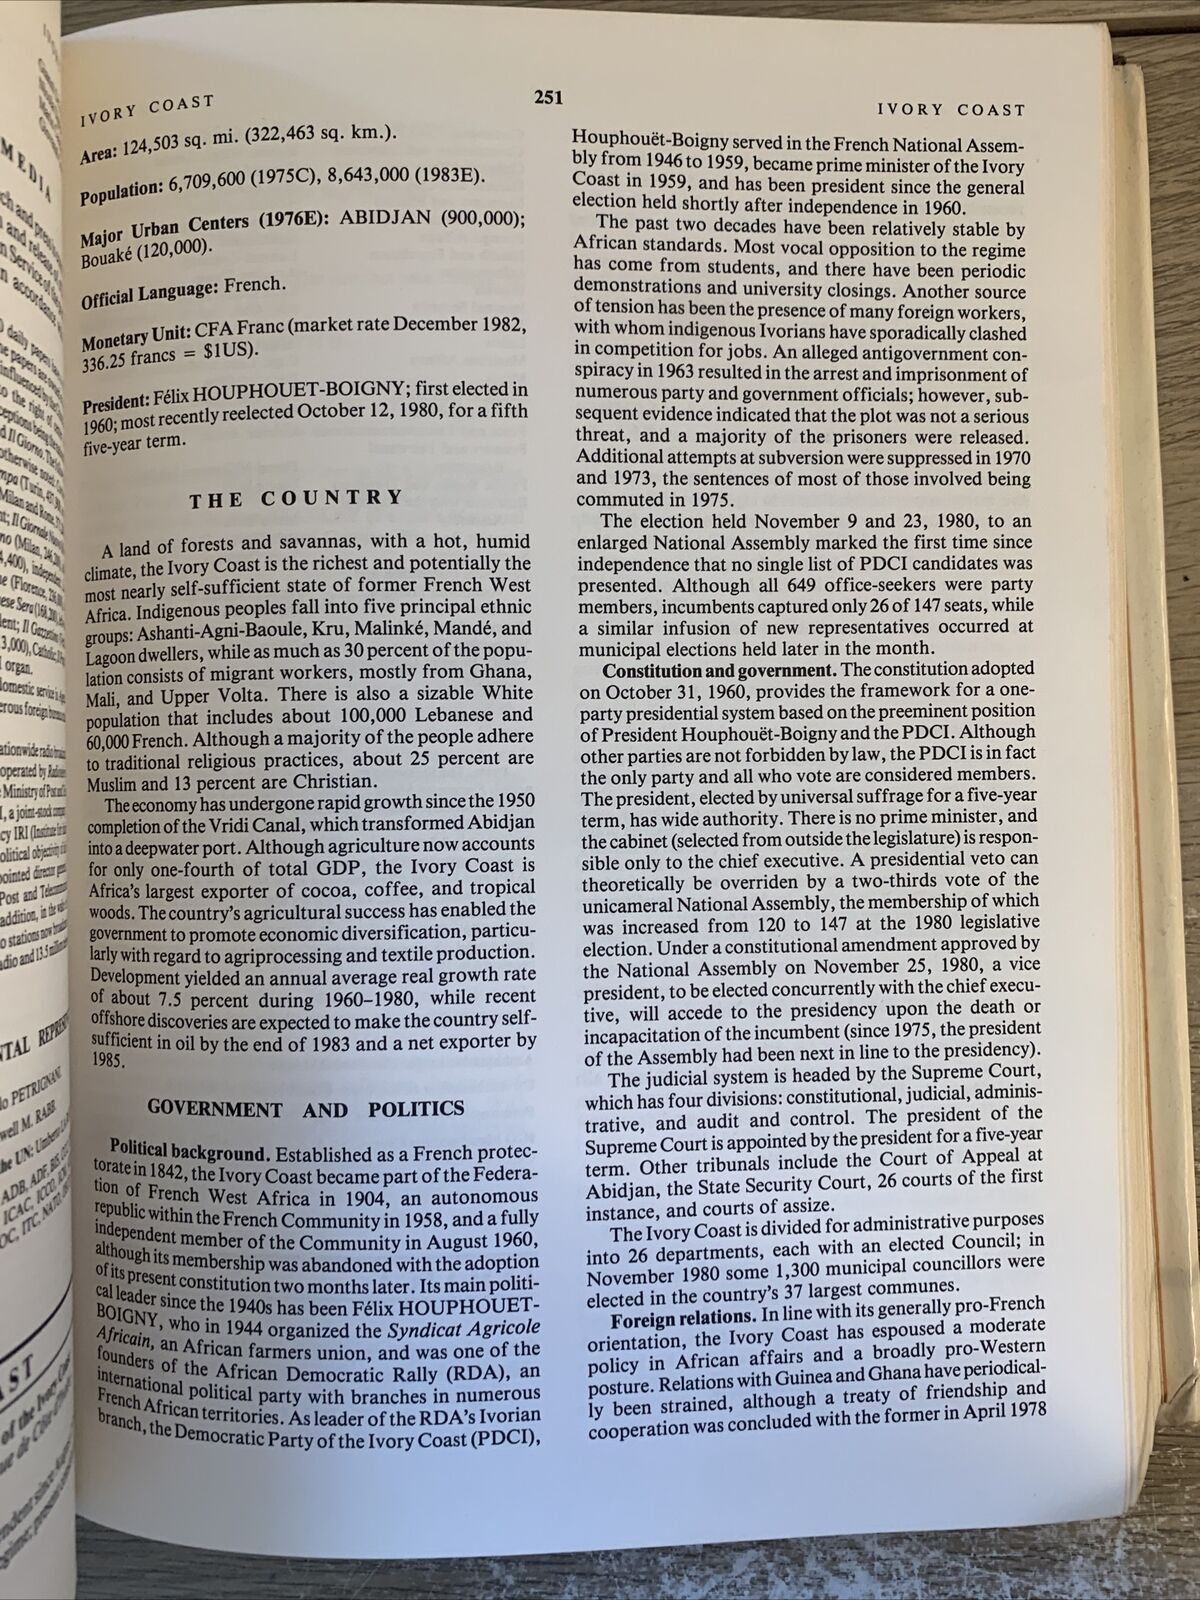 IVORY COAST
251
IVORY COAST
Area: 124,503 sq. mi. (322,463 sq. km.).
Population: 6,709,600 (1975C), 8,643,000 (1983E).
Major Urban Centers (1976E): ABIDJAN (900,000);
Bouaké (120,000).
Official Language: French.
Monetary Unit: CFA Franc (market rate December 1982,
336.25 francs = $1US).
President: Félix HOUPHOUET-BOIGNY; first elected in
1960; most recently reelected October 12, 1980, for a fifth
five-year term.
THE COUNTRY
A land of forests and savannas, with a hot, humid
climate, the Ivory Coast is the richest and potentially the
most nearly self-sufficient state of former French West
Africa. Indigenous peoples fall into five principal ethnic
groups: Ashanti-Agni-Baoule, Kru, Malinké, Mandé, and
Lagoon dwellers, while as much as 30 percent of the popu-
lation consists of migrant workers, mostly from Ghana,
Mali, and Upper Volta. There is also a sizable White
population that includes about 100,000 Lebanese and
60,000 French. Although a majority of the people adhere
to traditional religious practices, about 25 percent are
Muslim and 13 percent are Christian.
The economy has undergone rapid growth since the 1950
completion of the Vridi Canal, which transformed Abidjan
into a deepwater port. Although agriculture now accounts
for only one-fourth of total GDP, the Ivory Coast is
Africa's largest exporter of cocoa, coffee, and tropical
woods. The country's agricultural success has enabled the
government to promote economic diversification, particu-
larly with regard to agriprocessing and textile production.
Development yielded an annual average real growth rate
of about 7.5 percent during 1960–1980, while recent
offshore discoveries are expected to make the country self-
sufficient in oil by the end of 1983 and a net exporter by
1985.
GOVERNMENT AND POLITICS
Political background. Established as a French protec-
torate in 1842, the Ivory Coast became part of the Federa-
tion of French West Africa in 1904, an autonomous
republic within the French Community in 1958, and a fully
independent member of the Community in August 1960,
although its membership was abandoned with the adoption
of its present constitution two months later. Its main politi-
cal leader since the 1940s has been Félix HOUPHOUET-
BOIGNY, who in 1944 organized the Syndicat Agricole
Africain, an African farmers union, and was one of the
founders of the African Democratic Rally (RDA), an
international political party with branches in numerous
French African territories. As leader of the RDA's Ivorian
branch, the Democratic Party of the Ivory Coast (PDCI),
Houphouët-Boigny served in the French National Assem-
bly from 1946 to 1959, became prime minister of the Ivory
Coast in 1959, and has been president since the general
election held shortly after independence in 1960.
The past two decades have been relatively stable by
African standards. Most vocal opposition to the regime
has come from students, and there have been periodic
demonstrations and university closings. Another source
of tension has been the presence of many foreign workers,
with whom indigenous Ivorians have sporadically clashed
in competition for jobs. An alleged antigovernment con-
spiracy in 1963 resulted in the arrest and imprisonment of
numerous party and government officials; however, sub-
sequent evidence indicated that the plot was not a serious
threat, and a majority of the prisoners were released.
Additional attempts at subversion were suppressed in 1970
and 1973, the sentences of most of those involved being
commuted in 1975.
The election held November 9 and 23, 1980, to an
enlarged National Assembly marked the first time since
independence that no single list of PDCI candidates was
presented. Although all 649 office-seekers were party
members, incumbents captured only 26 of 147 seats, while
a similar infusion of new representatives occurred at
municipal elections held later in the month.
Constitution and government. The constitution adopted
on October 31, 1960, provides the framework for a one-
party presidential system based on the preeminent position
of President Houphouët-Boigny and the PDCI. Although
other parties are not forbidden by law, the PDCI is in fact
the only party and all who vote are considered members.
The president, elected by universal suffrage for a five-year
term, has wide authority. There is no prime minister, and
the cabinet (selected from outside the legislature) is respon-
sible only to the chief executive. A presidential veto can
theoretically be overriden by a two-thirds vote of the
unicameral National Assembly, the membership of which
was increased from 120 to 147 at the 1980 legislative
election. Under a constitutional amendment approved by
the National Assembly on November 25, 1980, a vice
president, to be elected concurrently with the chief execu-
tive, will accede to the presidency upon the death or
incapacitation of the incumbent (since 1975, the president
of the Assembly had been next in line to the presidency).
The judicial system is headed by the Supreme Court,
which has four divisions: constitutional, judicial, adminis-
trative, and audit and control. The president of the
Supreme Court is appointed by the president for a five-year
term. Other tribunals include the Court of Appeal at
Abidjan, the State Security Court, 26 courts of the first
instance, and courts of assize.
The Ivory Coast is divided for administrative purposes
into 26 departments, each with an elected Council; in
November 1980 some 1,300 municipal councillors were
elected in the country's 37 largest communes.
Foreign relations. In line with its generally pro-French
orientation, the Ivory Coast has espoused a moderate
policy in African affairs and a broadly pro-Western
posture. Relations with Guinea and Ghana have periodical-
ly been strained, although a treaty of friendship and
cooperation was concluded with the former in April 1978